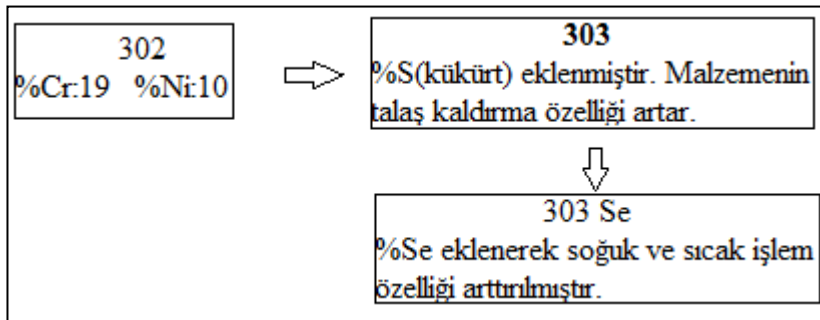 302
%Cr:19 %Ni:10
303
%S(kükürt) eklenmiştir. Malzemenin
talaş kaldırma özelliği artar.
303 Se
%Se eklenerek soğuk ve sıcak işlem
özelliği arttırılmıştır.